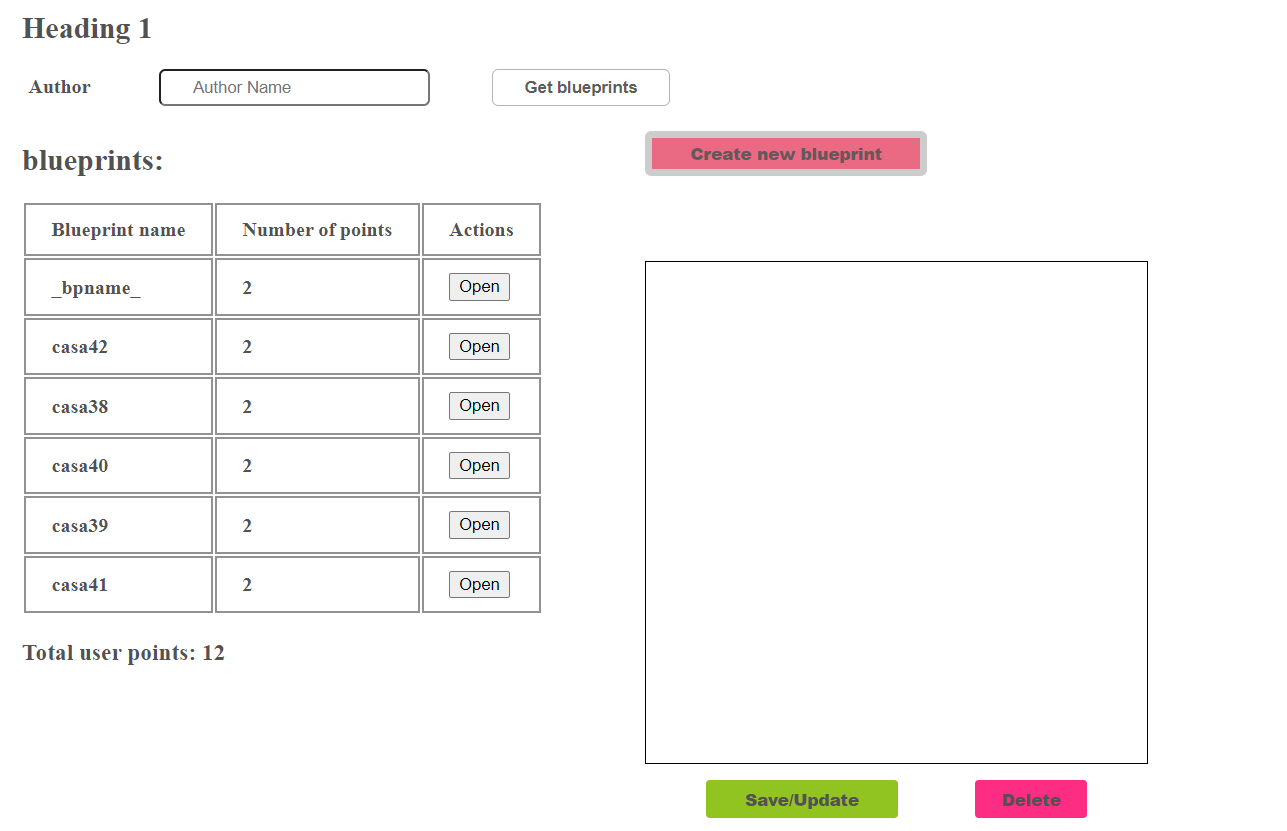 Heading 1
Author Author Name Get blueprints
blueprints:
Create new blueprint
Blueprint name Number of points Actions
_bpname_ 2 Open
casa42 2 Open
casa38 2 Open
casa40 2 Open
casa39 2 Open
casa41 2 Open
Total user points: 12
Save/Update Delete